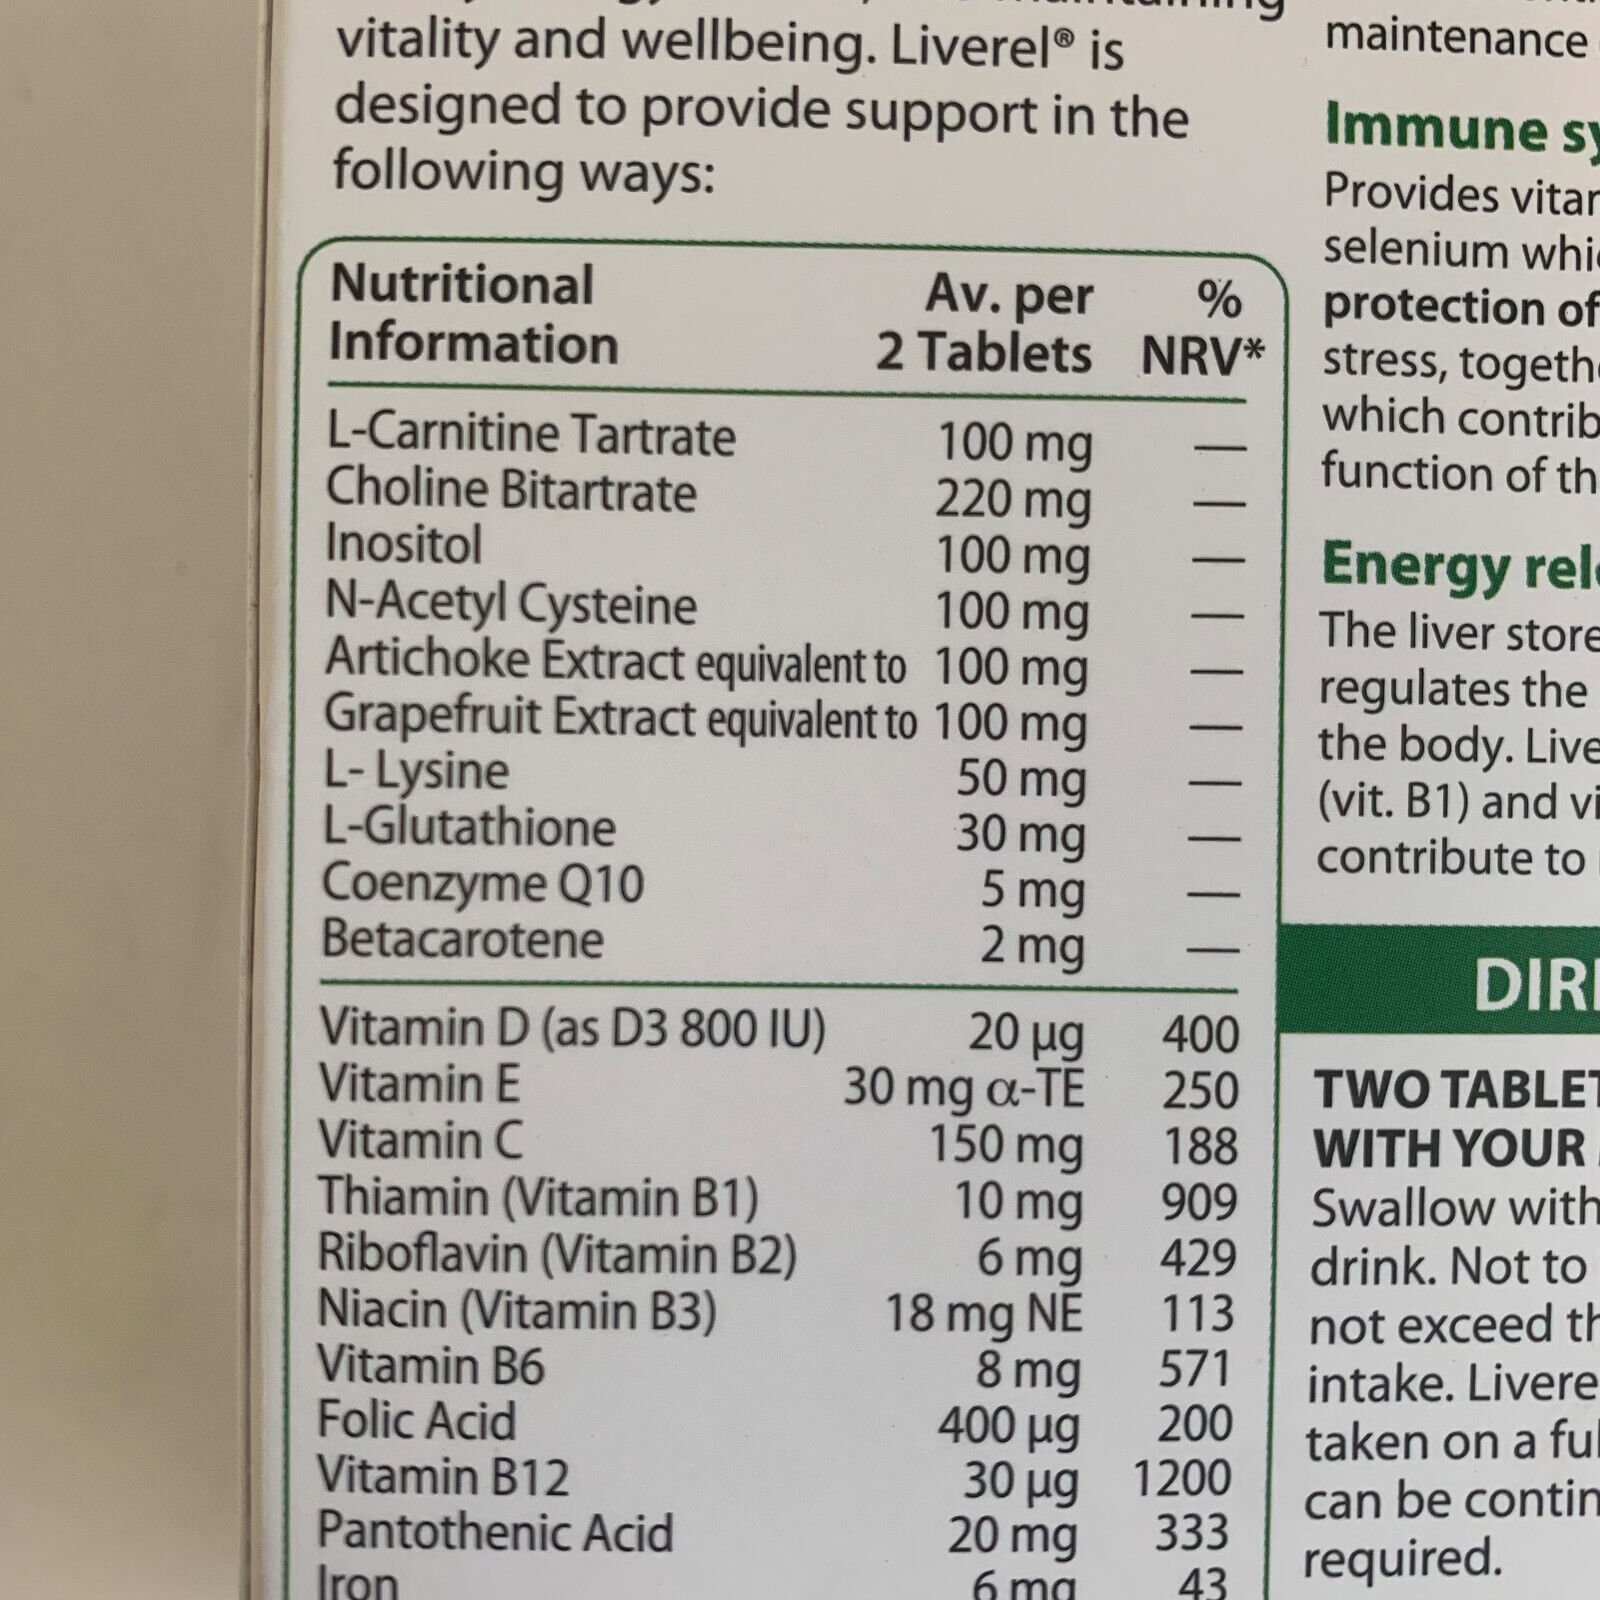 vitality and wellbeing. Liverel® is
designed to provide support in the
following ways:
Nutritional Information Av. per 2 Tablets % NRV*
L-Carnitine Tartrate 100 mg —
Choline Bitartrate 220 mg —
Inositol 100 mg —
N-Acetyl Cysteine 100 mg —
Artichoke Extract equivalent to 100 mg —
Grapefruit Extract equivalent to 100 mg —
L- Lysine 50 mg —
L-Glutathione 30 mg —
Coenzyme Q10 5 mg —
Betacarotene 2 mg —
Vitamin D (as D3 800 IU) 20 µg 400
Vitamin E 30 mg α-TE 250
Vitamin C 150 mg 188
Thiamin (Vitamin B1) 10 mg 909
Riboflavin (Vitamin B2) 6 mg 429
Niacin (Vitamin B3) 18 mg NE 113
Vitamin B6 8 mg 571
Folic Acid 400 µg 200
Vitamin B12 30 µg 1200
Pantothenic Acid 20 mg 333
Iron 6 mg 43
maintenance
Immune sy
Provides vitar
selenium whic
protection of
stress, togethe
which contrib
function of th
Energy rele
The liver store
regulates the
the body. Live
(vit. B1) and vi
contribute to
DIRE
TWO TABLET
WITH YOUR
Swallow with
drink. Not to
not exceed th
intake. Livere
taken on a ful
can be contin
required.